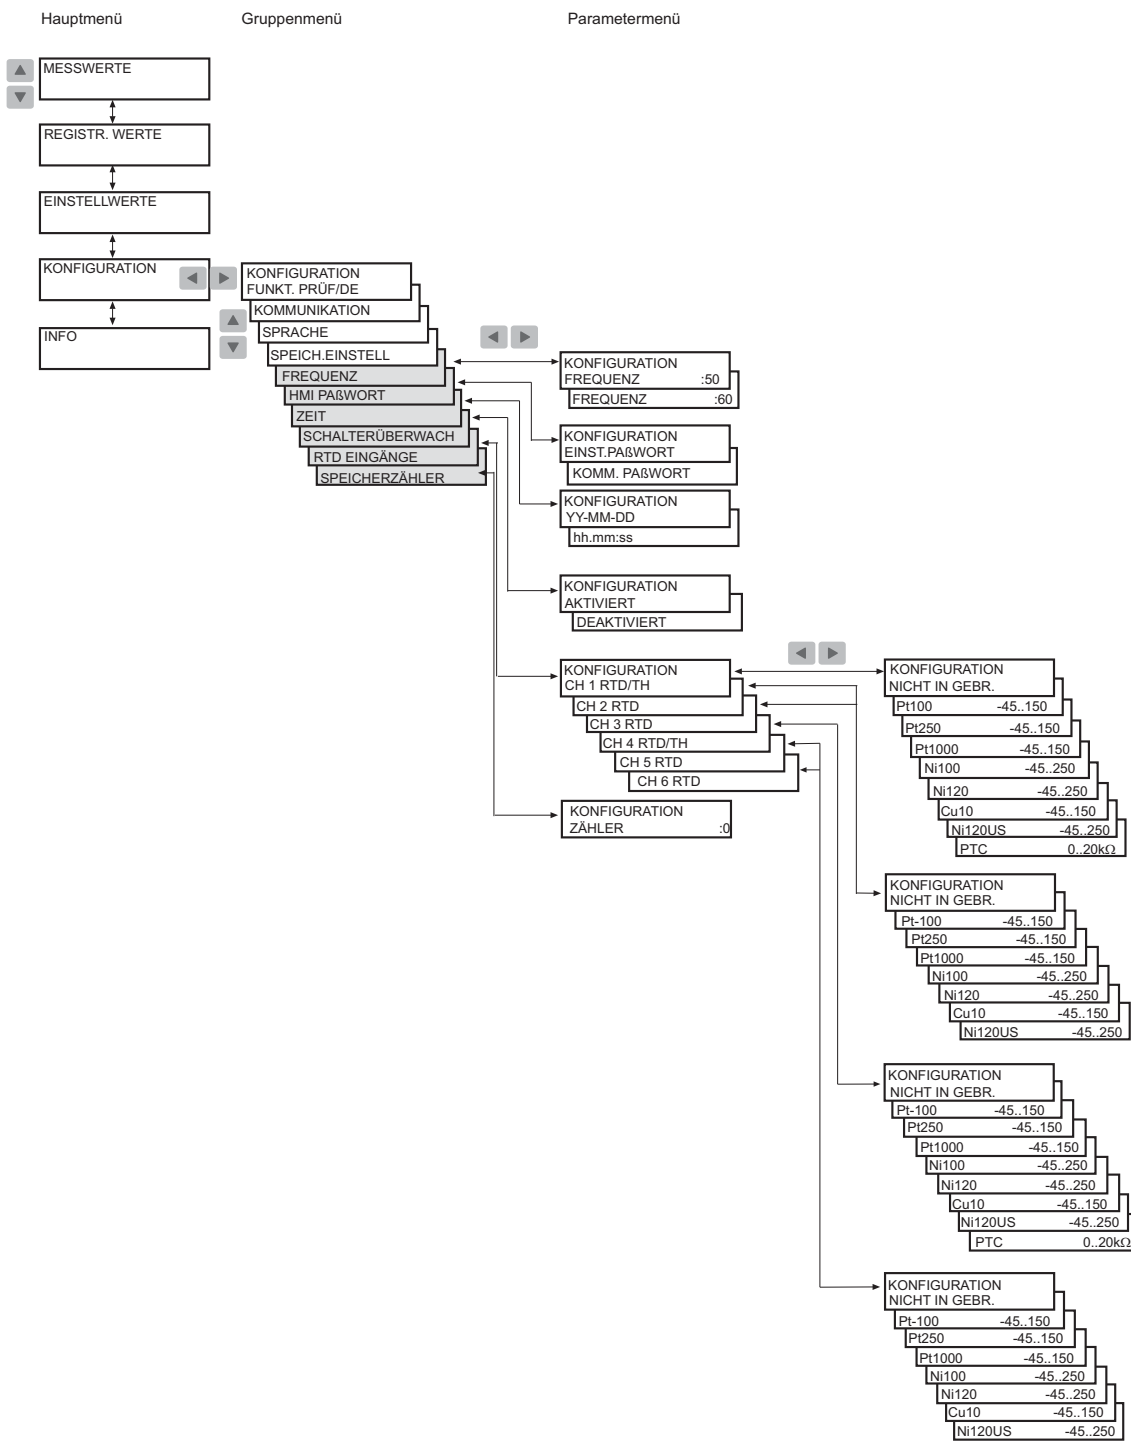 Hauptmenü
Gruppenmenü
Parametermenü
MESSWERTE
REGISTR. WERTE
EINSTELLWERTE
KONFIGURATION
INFO
KONFIGURATION
FUNKT. PRÜF/DE
KOMMUNIKATION
SPRACHE
SPEICH.EINSTELL
FREQUENZ
HMI PAßWORT
ZEIT
SCHALTERÜBERWACH
RTD EINGÄNGE
SPEICHERZÄHLER
KONFIGURATION
FREQUENZ :50
FREQUENZ :60
KONFIGURATION
EINST.PAßWORT
KOMM. PAßWORT
KONFIGURATION
YY-MM-DD
hh.mm:ss
KONFIGURATION
AKTIVIERT
DEAKTIVIERT
KONFIGURATION
CH 1 RTD/TH
CH 2 RTD
CH 3 RTD
CH 4 RTD/TH
CH 5 RTD
CH 6 RTD
KONFIGURATION
ZÄHLER :0
KONFIGURATION
NICHT IN GEBR.
Pt100 -45..150
Pt250 -45..150
Pt1000 -45..150
Ni100 -45..250
Ni120 -45..250
Cu10 -45..150
Ni120US -45..250
PTC 0..20kΩ
KONFIGURATION
NICHT IN GEBR.
Pt-100 -45..150
Pt250 -45..150
Pt1000 -45..150
Ni100 -45..250
Ni120 -45..250
Cu10 -45..150
Ni120US -45..250
KONFIGURATION
NICHT IN GEBR.
Pt-100 -45..150
Pt250 -45..150
Pt1000 -45..150
Ni100 -45..250
Ni120 -45..250
Cu10 -45..150
Ni120US -45..250
PTC 0..20kΩ
KONFIGURATION
NICHT IN GEBR.
Pt-100 -45..150
Pt250 -45..150
Pt1000 -45..150
Ni100 -45..250
Ni120 -45..250
Cu10 -45..150
Ni120US -45..250